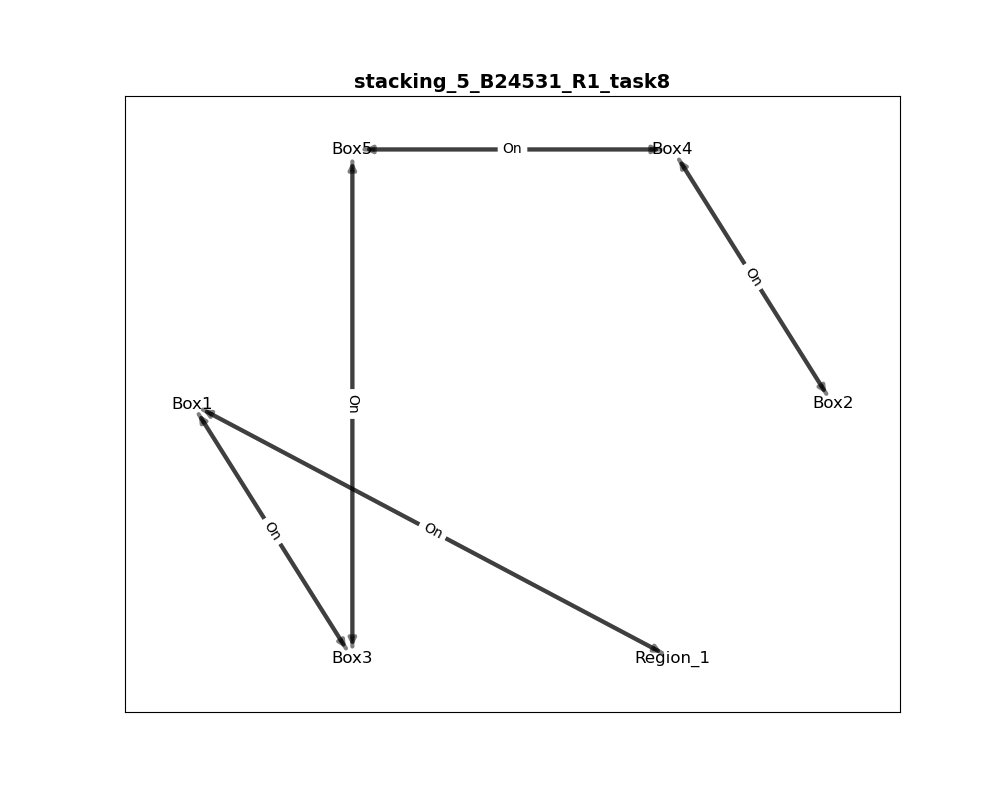 stacking_5_B24531_R1_task8
Box5
On
Box4
On
Box2
On
Box1
On
On
Box3
Region_1